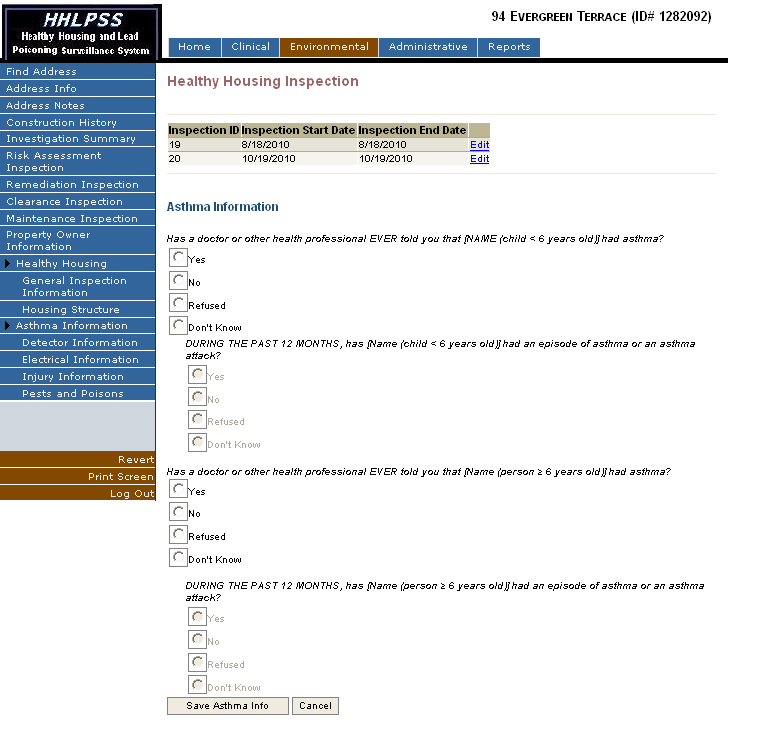 HHLPSS
Healthy Housing and Lead
Poisoning Surveillance System
94 EVERGREEN TERRACE (ID# 1282092)
Home Clinical Environmental Administrative Reports
Find Address
Address Info
Address Notes
Construction History
Investigation Summary
Risk Assessment
Inspection
Remediation Inspection
Clearance Inspection
Maintenance Inspection
Property Owner
Information
Healthy Housing
General Inspection
Information
Housing Structure
Asthma Information
Detector Information
Electrical Information
Injury Information
Pests and Poisons
Revert
Print Screen
Log Out
Healthy Housing Inspection
Inspection ID Inspection Start Date Inspection End Date
19 8/18/2010 8/18/2010 Edit
20 10/19/2010 10/19/2010 Edit
Asthma Information
Has a doctor or other health professional EVER told you that [NAME (child < 6 years old)] had asthma?
Yes
No
Refused
Don't Know
DURING THE PAST 12 MONTHS, has [Name (child < 6 years old)] had an episode of asthma or an asthma
attack?
Yes
No
Refused
Don't Know
Has a doctor or other health professional EVER told you that [Name (person ≥ 6 years old)] had asthma?
Yes
No
Refused
Don't Know
DURING THE PAST 12 MONTHS, has [Name (person ≥ 6 years old)] had an episode of asthma or an asthma
attack?
Yes
No
Refused
Don't Know
Save Asthma Info Cancel